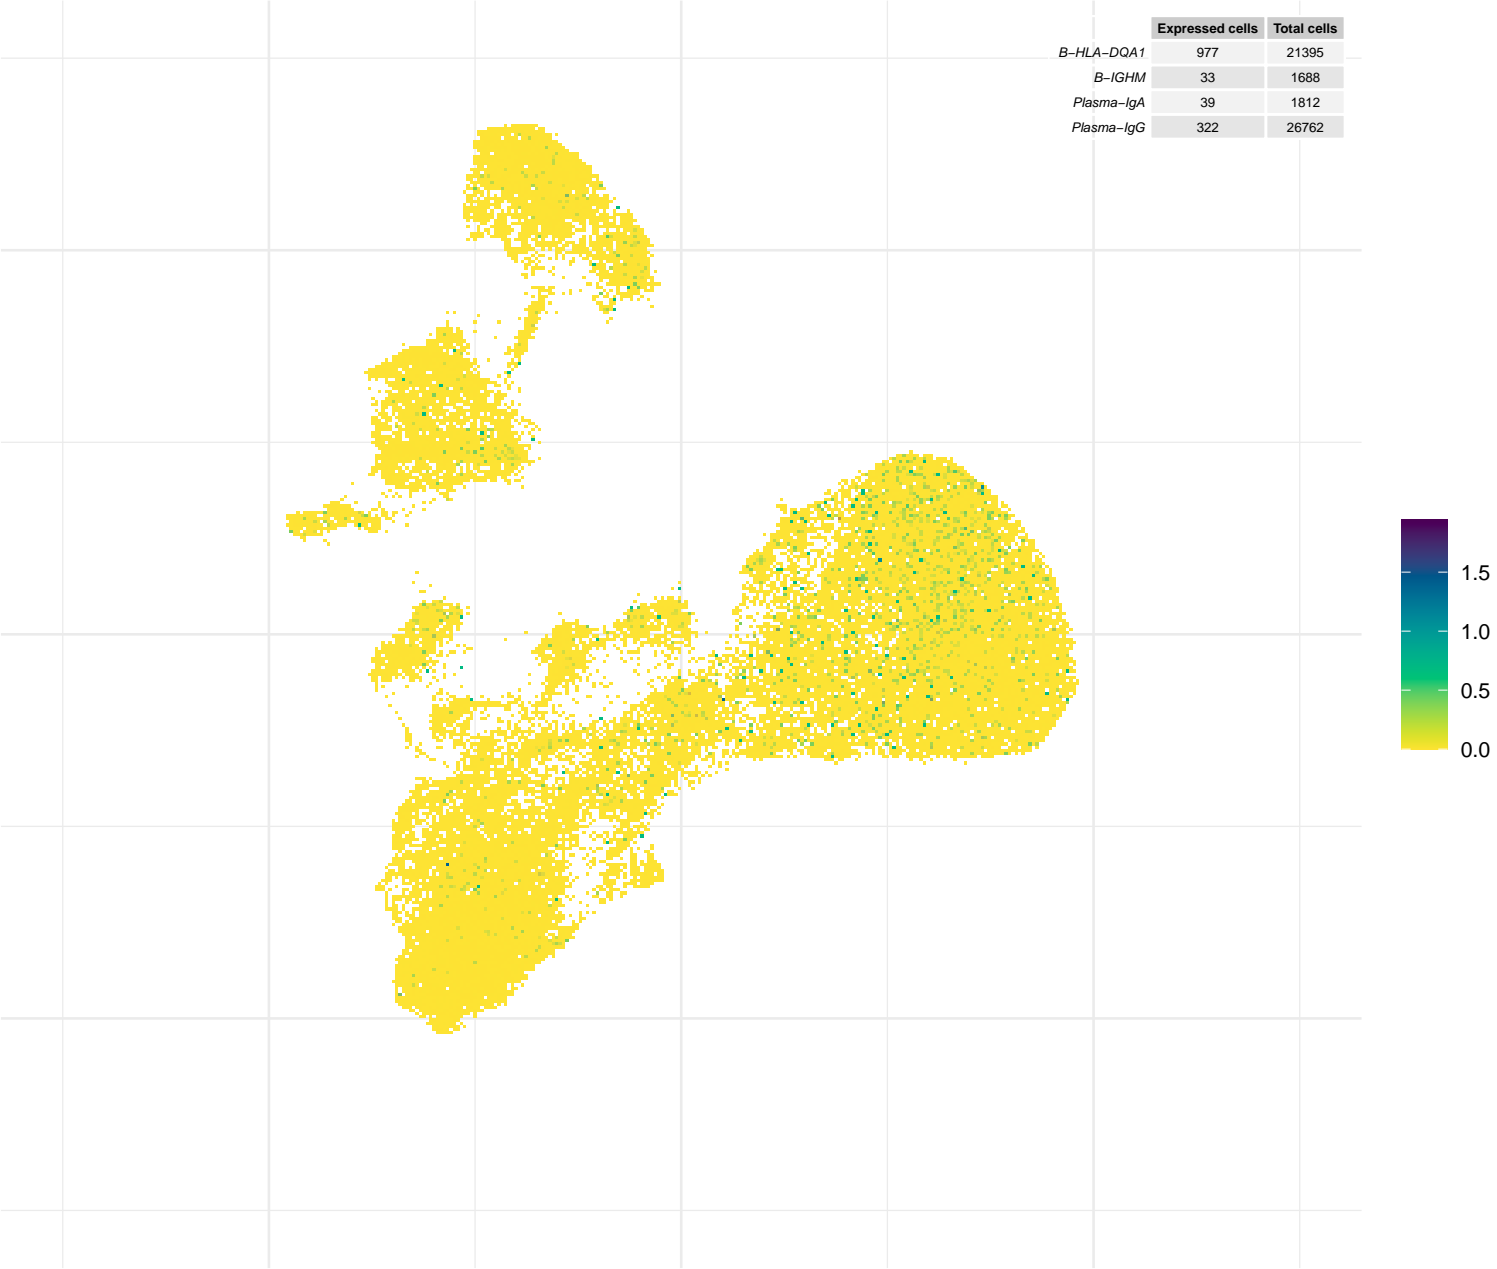 Expressed cells Total cells
B−HLA−DQA1 977 21395
B−IGHM 33 1688
Plasma−IgA 39 1812
Plasma−IgG 322 26762
1.5
1.0
0.5
0.0